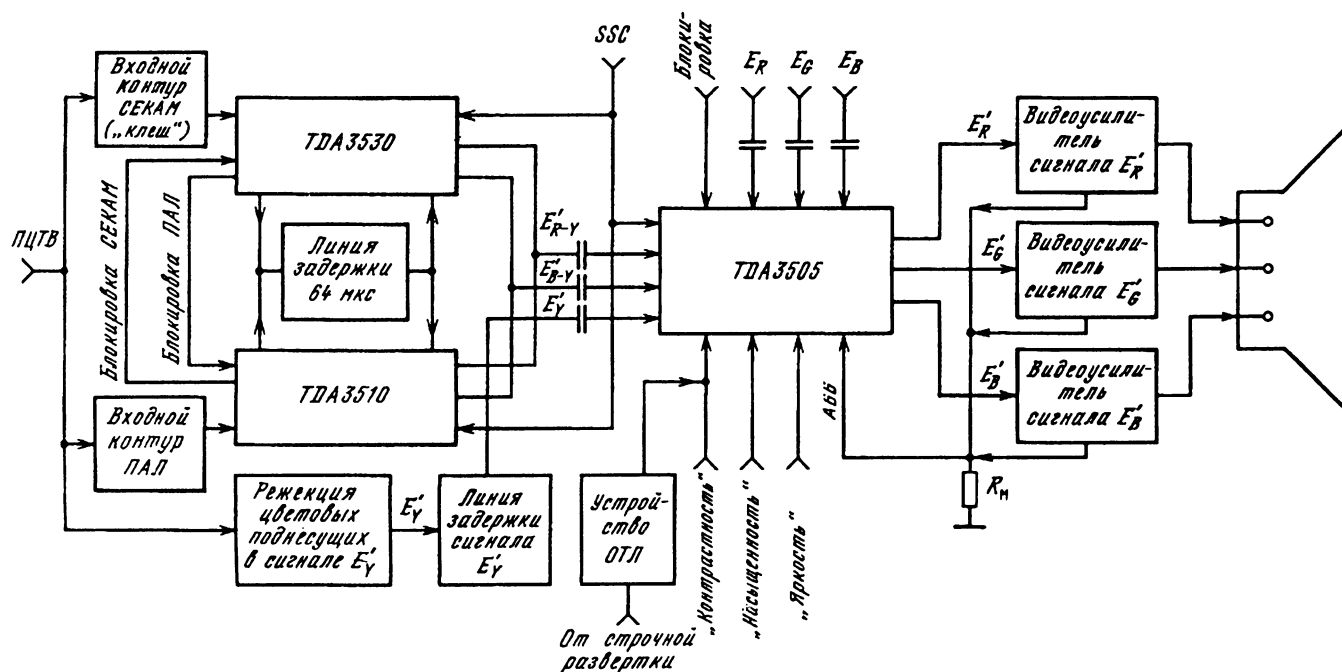 SSC
Блоки-
ровка
E_R
E_G
E_B
Входной
контур
СЕКАМ
(„клеш“)
TDA3530
E'_R
Видеоусили-
тель
сигнала E'_R
ПЦТВ
Блокировка СЕКАМ
Блокировка ПАЛ
Линия
задержки
64 мкс
E'_R-Y
E'_B-Y
E'_Y
TDA3505
E'_G
Видеоусили-
тель
сигнала E'_G
TDA3510
Входной
контур
ПАЛ
АББ
E'_B
Видеоусили-
тель
сигнала E'_B
Режекция
цветовых
поднесущих
в сигнале E'_Y
E'_Y
Линия
задержки
сигнала
E'_Y
Устрой-
ство
ОТЛ
„Контрастность“
„Насыщенность“
„Яркость“
R_м
От строчной
развертки